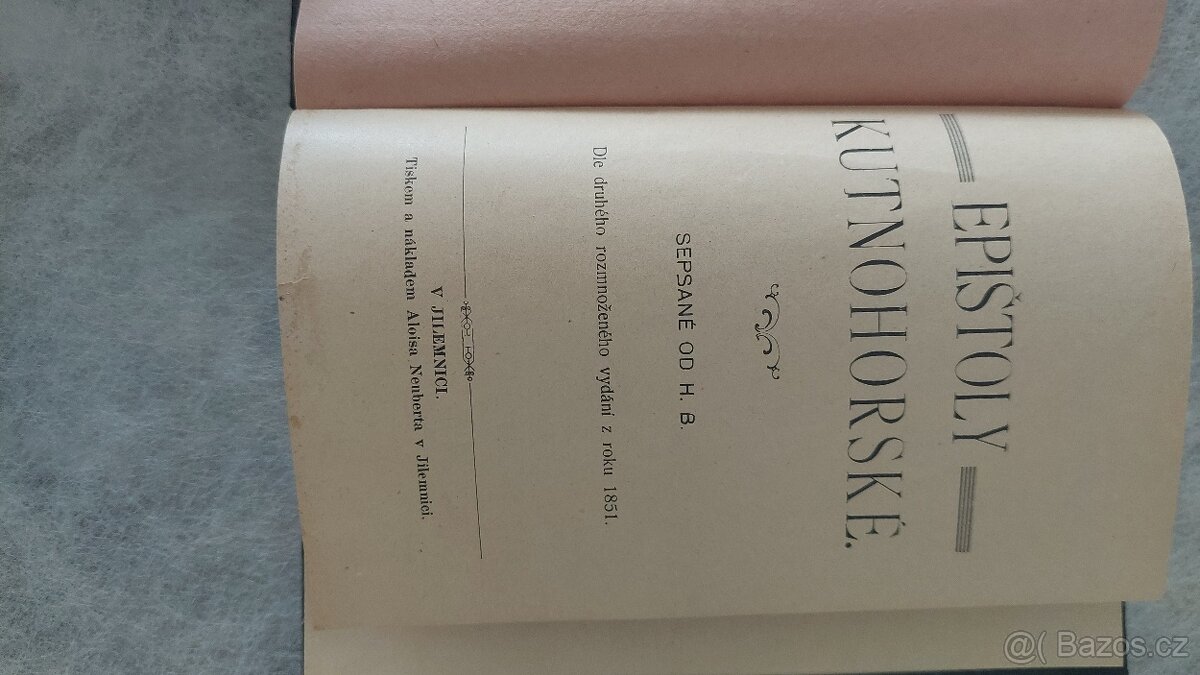 EPIŠTOLY
KUTNOHORSKÉ.
SEPSANÉ OD H. B.
Dle druhého rozmnoženého vydání z roku 1851.
V JILEMNICI.
Tiskem a nákladem Aloisa Neuberta v Jilemnici.
@( Bazos.cz